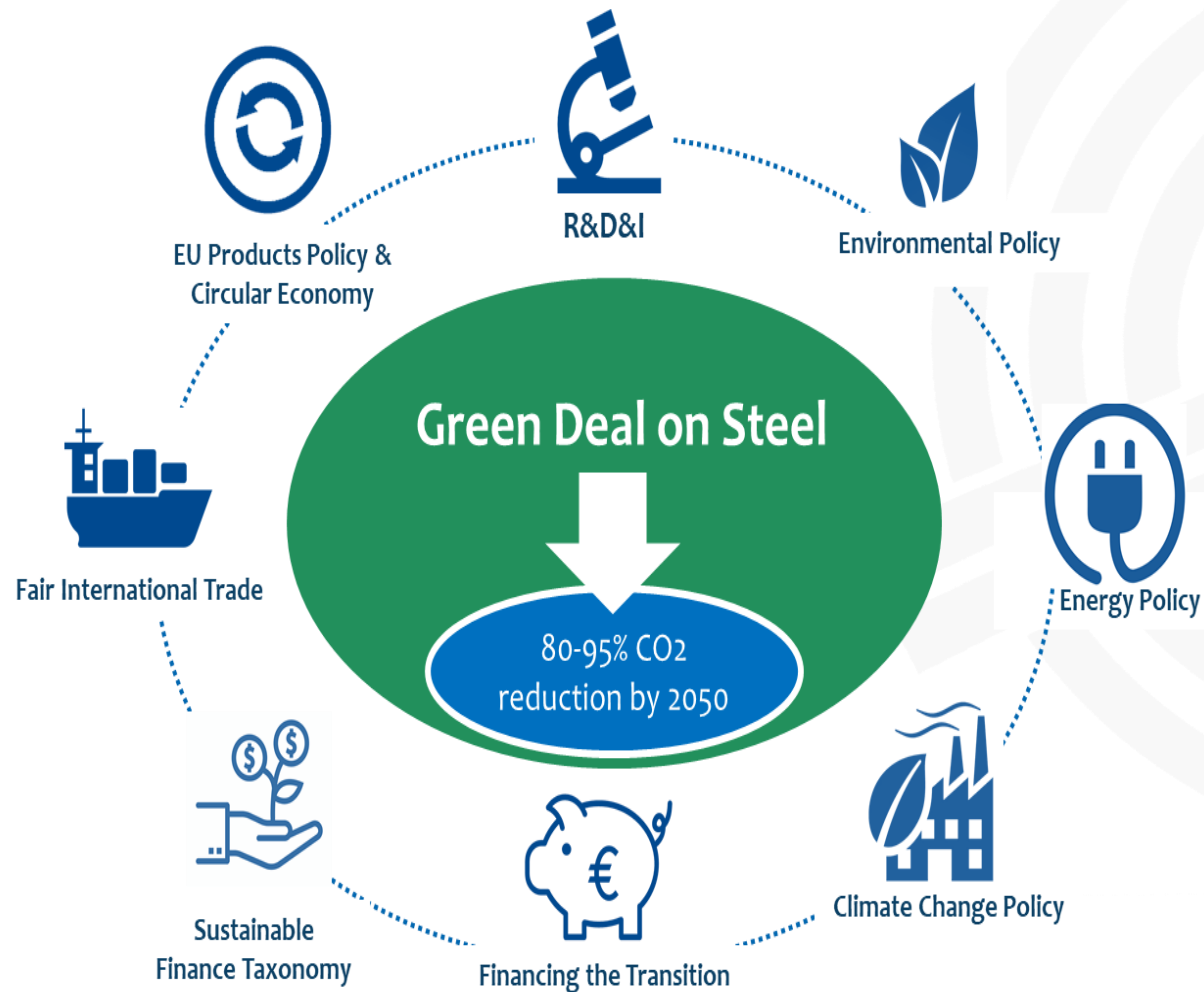 R&D&I
EU Products Policy &
Circular Economy
Environmental Policy
Green Deal on Steel
Fair International Trade
Energy Policy
80-95% CO2
reduction by 2050
$ $
€
Climate Change Policy
Sustainable
Finance Taxonomy
Financing the Transition